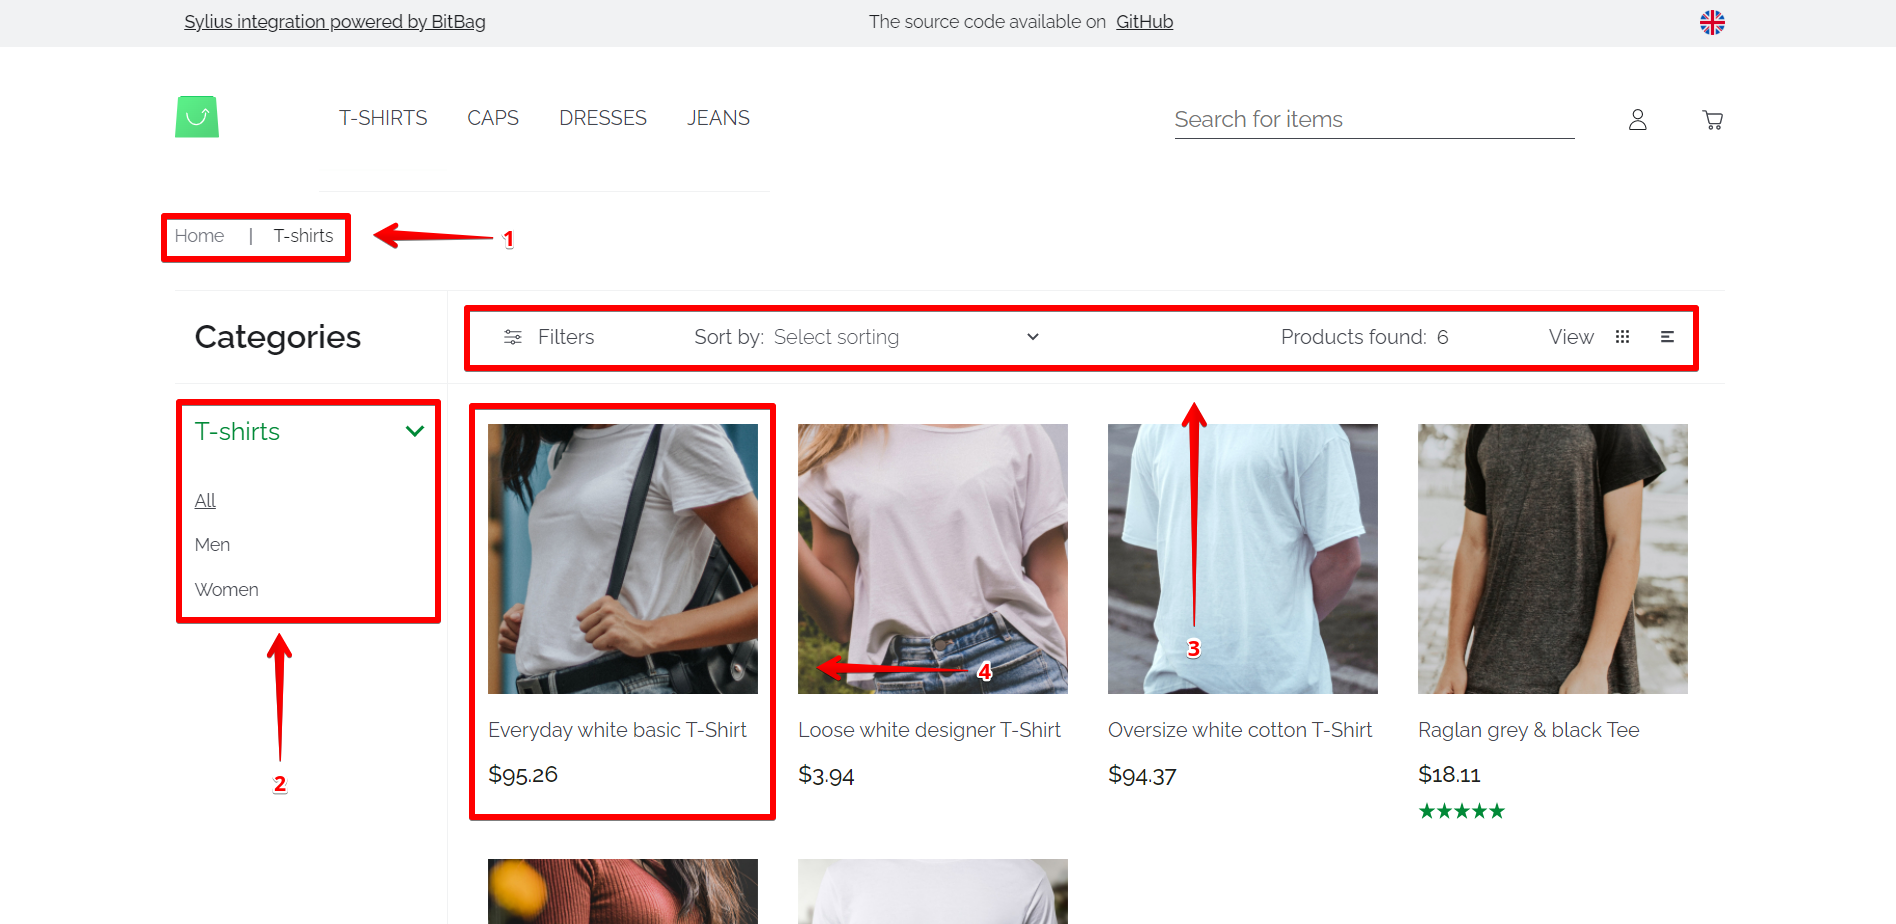 Sylius integration powered by BitBag
The source code available on GitHub
T-SHIRTS CAPS DRESSES JEANS
Search for items
Home | T-shirts
1
Categories
Filters
Sort by: Select sorting
Products found: 6
View
T-shirts
All
Men
Women
2
3
4
Everyday white basic T-Shirt
$95.26
Loose white designer T-Shirt
$3.94
Oversize white cotton T-Shirt
$94.37
Raglan grey & black Tee
$18.11